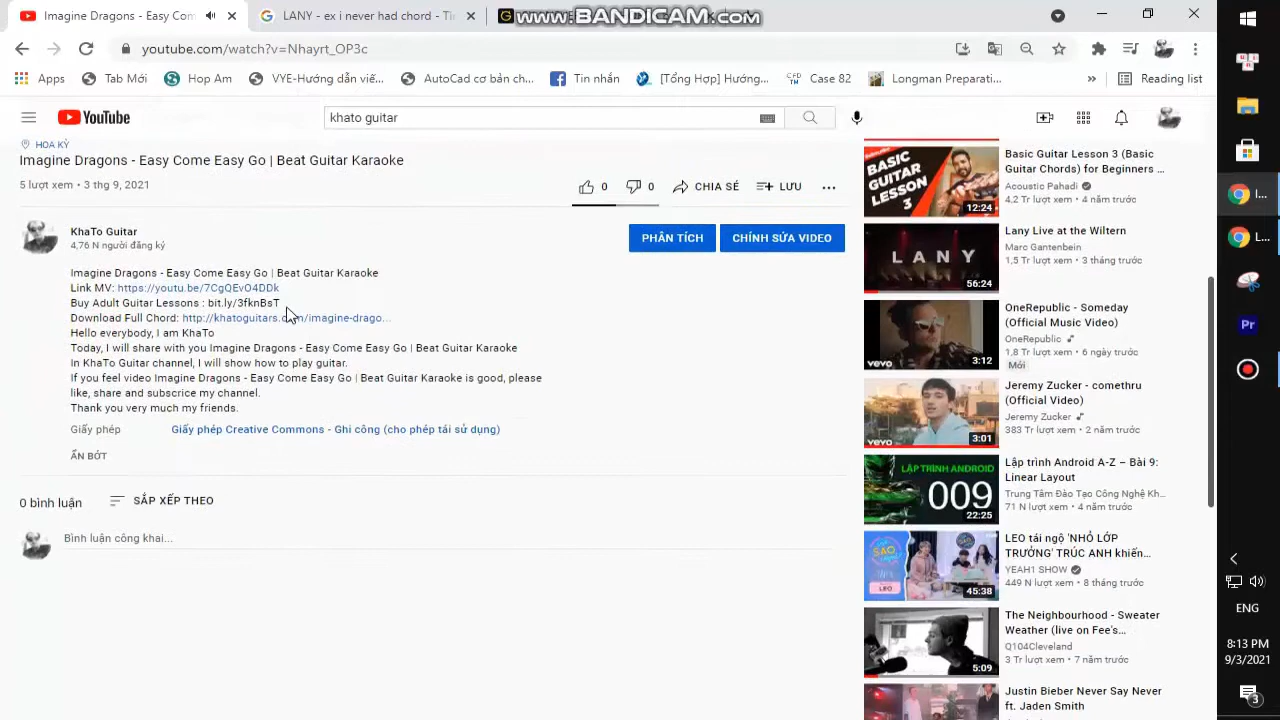 Imagine Dragons - Easy Come Easy
LANY - ex i never had chord - Th
www.BANDICAM.com
youtube.com/watch?v=Nhayrt_OP3c
Apps
Tab Mới
Hop Am
VYE-Hướng dẫn viế...
AutoCad cơ bản ch...
Tin nhắn
[Tổng Hợp] Hướng...
Case 82
Longman Preparati...
»
Reading list
YouTube
khato guitar
HOA KỲ
Imagine Dragons - Easy Come Easy Go | Beat Guitar Karaoke
5 lượt xem • 3 thg 9, 2021
0
0
CHIA SẺ
LƯU
KhaTo Guitar
4,76 N người đăng ký
PHÂN TÍCH
CHỈNH SỬA VIDEO
Imagine Dragons - Easy Come Easy Go | Beat Guitar Karaoke
Link MV: https://youtu.be/7CgQEvO4DDk
Buy Adult Guitar Lessons : bit.ly/3fknBsT
Download Full Chord: http://khatoguitars.c /imagine-drago...
Hello everybody, I am KhaTo
Today, I will share with you Imagine Dragons - Easy Come Easy Go | Beat Guitar Karaoke
In KhaTo Guitar channel, I will show how to play guitar.
If you feel video Imagine Dragons - Easy Come Easy Go | Beat Guitar Karaoke is good, please
like, share and subscrice my channel.
Thank you very much my friends.
Giấy phép
Giấy phép Creative Commons - Ghi công (cho phép tái sử dụng)
ẨN BỚT
0 bình luận
SẮP XẾP THEO
Bình luận công khai...
BASIC
GUITAR
LESSON
3
12:24
Basic Guitar Lesson 3 (Basic
Guitar Chords) for Beginners ...
Acoustic Pahadi
4,2 Tr lượt xem • 4 năm trước
LANY
56:24
Lany Live at the Wiltern
Marc Gantenbein
1,5 Tr lượt xem • 3 tháng trước
vevo
3:12
OneRepublic - Someday
(Official Music Video)
OneRepublic
1,8 Tr lượt xem • 6 ngày trước
Mới
vevo
3:01
Jeremy Zucker - comethru
(Official Video)
Jeremy Zucker
383 Tr lượt xem • 2 năm trước
LẬP TRÌNH ANDROID
009
22:25
Lập trình Android A-Z – Bài 9:
Linear Layout
Trung Tâm Đào Tạo Công Nghệ Kh...
71 N lượt xem • 4 năm trước
SAO
LEO
45:38
LEO tái ngộ 'NHỎ LỚP
TRƯỞNG' TRÚC ANH khiến...
YEAH1 SHOW
449 N lượt xem • 8 tháng trước
5:09
The Neighbourhood - Sweater
Weather (live on Fee's...
Q104Cleveland
3 Tr lượt xem • 7 năm trước
Justin Bieber Never Say Never
ft. Jaden Smith
I...
L...
Pr
ENG
8:13 PM
9/3/2021
3